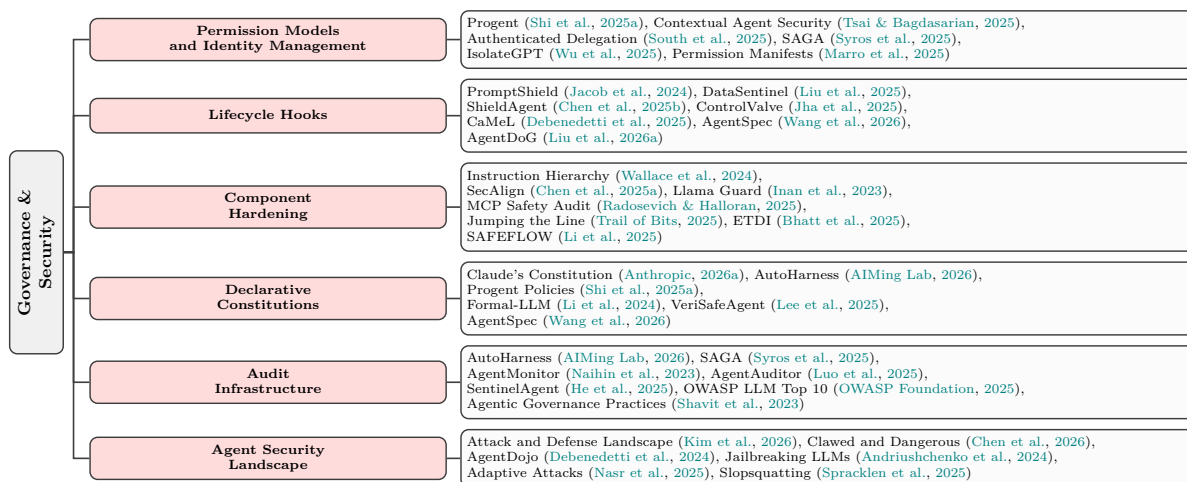 Governance &
Security
Permission Models
and Identity Management
Progent (Shi et al., 2025a), Contextual Agent Security (Tsai & Bagdasarian, 2025),
Authenticated Delegation (South et al., 2025), SAGA (Syros et al., 2025),
IsolateGPT (Wu et al., 2025), Permission Manifests (Marro et al., 2025)
Lifecycle Hooks
PromptShield (Jacob et al., 2024), DataSentinel (Liu et al., 2025),
ShieldAgent (Chen et al., 2025b), ControlValve (Jha et al., 2025),
CaMeL (Debenedetti et al., 2025), AgentSpec (Wang et al., 2026),
AgentDoG (Liu et al., 2026a)
Component
Hardening
Instruction Hierarchy (Wallace et al., 2024),
SecAlign (Chen et al., 2025a), Llama Guard (Inan et al., 2023),
MCP Safety Audit (Radosevich & Halloran, 2025),
Jumping the Line (Trail of Bits, 2025), ETDI (Bhatt et al., 2025),
SAFEFLOW (Li et al., 2025)
Declarative
Constitutions
Claude's Constitution (Anthropic, 2026a), AutoHarness (AIMing Lab, 2026),
Progent Policies (Shi et al., 2025a),
Formal-LLM (Li et al., 2024), VeriSafeAgent (Lee et al., 2025),
AgentSpec (Wang et al., 2026)
Audit
Infrastructure
AutoHarness (AIMing Lab, 2026), SAGA (Syros et al., 2025),
AgentMonitor (Naihin et al., 2023), AgentAuditor (Luo et al., 2025),
SentinelAgent (He et al., 2025), OWASP LLM Top 10 (OWASP Foundation, 2025),
Agentic Governance Practices (Shavit et al., 2023)
Agent Security
Landscape
Attack and Defense Landscape (Kim et al., 2026), Clawed and Dangerous (Chen et al., 2026),
AgentDojo (Debenedetti et al., 2024), Jailbreaking LLMs (Andriushchenko et al., 2024),
Adaptive Attacks (Nasr et al., 2025), Slopsquatting (Spracklen et al., 2025)